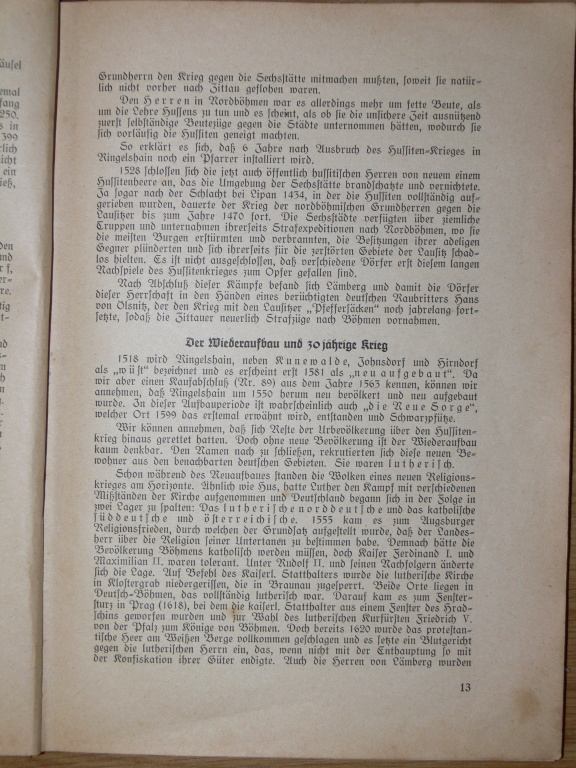 äusel
emal
fang
250.
s in
399
rlich
nicht
ein
ieß,
den
und
r f,
er-
re.
tig
t-
nd
Grundherrn den Krieg gegen die Sechsstätte mitmachen mußten, soweit sie natür-
lich nicht vorher nach Zittau geflohen waren.
Den Herren in Nordböhmen war es allerdings mehr um fette Beute, als
um die Lehre Hussens zu tun und es scheint, als ob sie die unsichere Zeit ausnützend
zuerst selbständige Beutezüge gegen die Städte unternommen hätten, wodurch sie
sich vorläufig die Hussiten geneigt machten.
So erklärt es sich, daß 6 Jahre nach Ausbruch des Hussiten-Krieges in
Ringelshain noch ein Pfarrer installiert wird.
1528 schlossen sich die jetzt auch öffentlich hussitischen Herren von neuem einem
Hussitenheere an, das die Umgebung der Sechsstätte brandschatzte und vernichtete.
Ja sogar nach der Schlacht bei Lipan 1434, in der die Hussiten vollständig auf-
gerieben wurden, dauerte der Krieg der nordböhmischen Grundherren gegen die
Lausitzer bis zum Jahre 1470 fort. Die Sechsstädte verfügten über ziemliche
Truppen und unternahmen ihrerseits Strafexpeditionen nach Nordböhmen, wo sie
die meisten Burgen erstürmten und verbrannten, die Besitzungen ihrer adeligen
Gegner plünderten und sich ihrerseits für die zerstörten Gebiete der Lausitz schad-
los hielten. Es ist nicht ausgeschlossen, daß verschiedene Dörfer erst diesem langen
Nachspiele des Hussitenkrieges zum Opfer gefallen sind.
Nach Abschluß dieser Kämpfe befand sich Lämberg und damit die Dörfer
dieser Herrschaft in den Händen eines berüchtigten deutschen Raubritters Hans
von Olsnitz, der den Krieg mit den Lausitzer „Pfeffersäcken" noch jahrelang fort-
setzte, sodaß die Zittauer neuerlich Strafzüge nach Böhmen vornahmen.
Der Wiederaufbau und 30 jährige Krieg
1518 wird Ringelshain, neben Kunewalde, Johnsdorf und Hirndorf
als „wüst" bezeichnet und es erscheint erst 1581 als „neu aufgebaut". Da
wir aber einen Kaufabschluß (Nr. 89) aus dem Jahre 1563 kennen, können wir
annehmen, daß Ringelshain um 1550 herum neu bevölkert und neu aufgebaut
wurde. In dieser Aufbauperiode ist wahrscheinlich auch „die Neue Sorge",
welcher Ort 1599 das erstemal erwähnt wird, entstanden und Schwarzpfütze.
Wir können annehmen, daß sich Reste der Urbevölkerung über den Hussiten-
krieg hinaus gerettet hatten. Doch ohne neue Bevölkerung ist der Wiederaufbau
kaum denkbar. Den Namen nach zu schließen, rekrutierten sich diese neuen Be-
wohner aus den benachbarten deutschen Gebieten. Sie waren lutherisch.
Schon während des Neuaufbaues standen die Wolken eines neuen Religions-
krieges am Horizonte. Ähnlich wie Hus, hatte Luther den Kampf mit verschiedenen
Mißständen der Kirche aufgenommen und Deutschland begann sich in der Folge in
zwei Lager zu spalten: Das lutherische norddeutsche und das katholische
süddeutsche und österreichische. 1555 kam es zum Augsburger
Religionsfrieden, durch welchen der Grundsatz aufgestellt wurde, daß der Landes-
herr über die Religion seiner Untertanen zu bestimmen habe. Demnach hätte die
Bevölkerung Böhmens katholisch werden müssen, doch Kaiser Ferdinand I. und
Maximilian II. waren tolerant. Unter Rudolf II. und seinen Nachfolgern änderte
sich die Lage. Auf Befehl des Kaiserl. Statthalters wurde die lutherische Kirche
in Klostergrab niedergerissen, die in Braunau zugesperrt. Beide Orte liegen in
Deutsch-Böhmen, das vollständig lutherisch war. Darauf kam es zum Fenster-
sturz in Prag (1618), bei dem die kaiserl. Statthalter aus einem Fenster des Hrad-
schins geworfen wurden und zur Wahl des lutherischen Kurfürsten Friedrich V.
von der Pfalz zum Könige von Böhmen. Doch bereits 1620 wurde das protestan-
tische Heer am Weißen Berge vollkommen geschlagen und es setzte ein Blutgericht
gegen die lutherischen Herrn ein, das, wenn nicht mit der Enthauptung so mit
der Konfiskation ihrer Güter endigte. Auch die Herren von Lämberg wurden
13